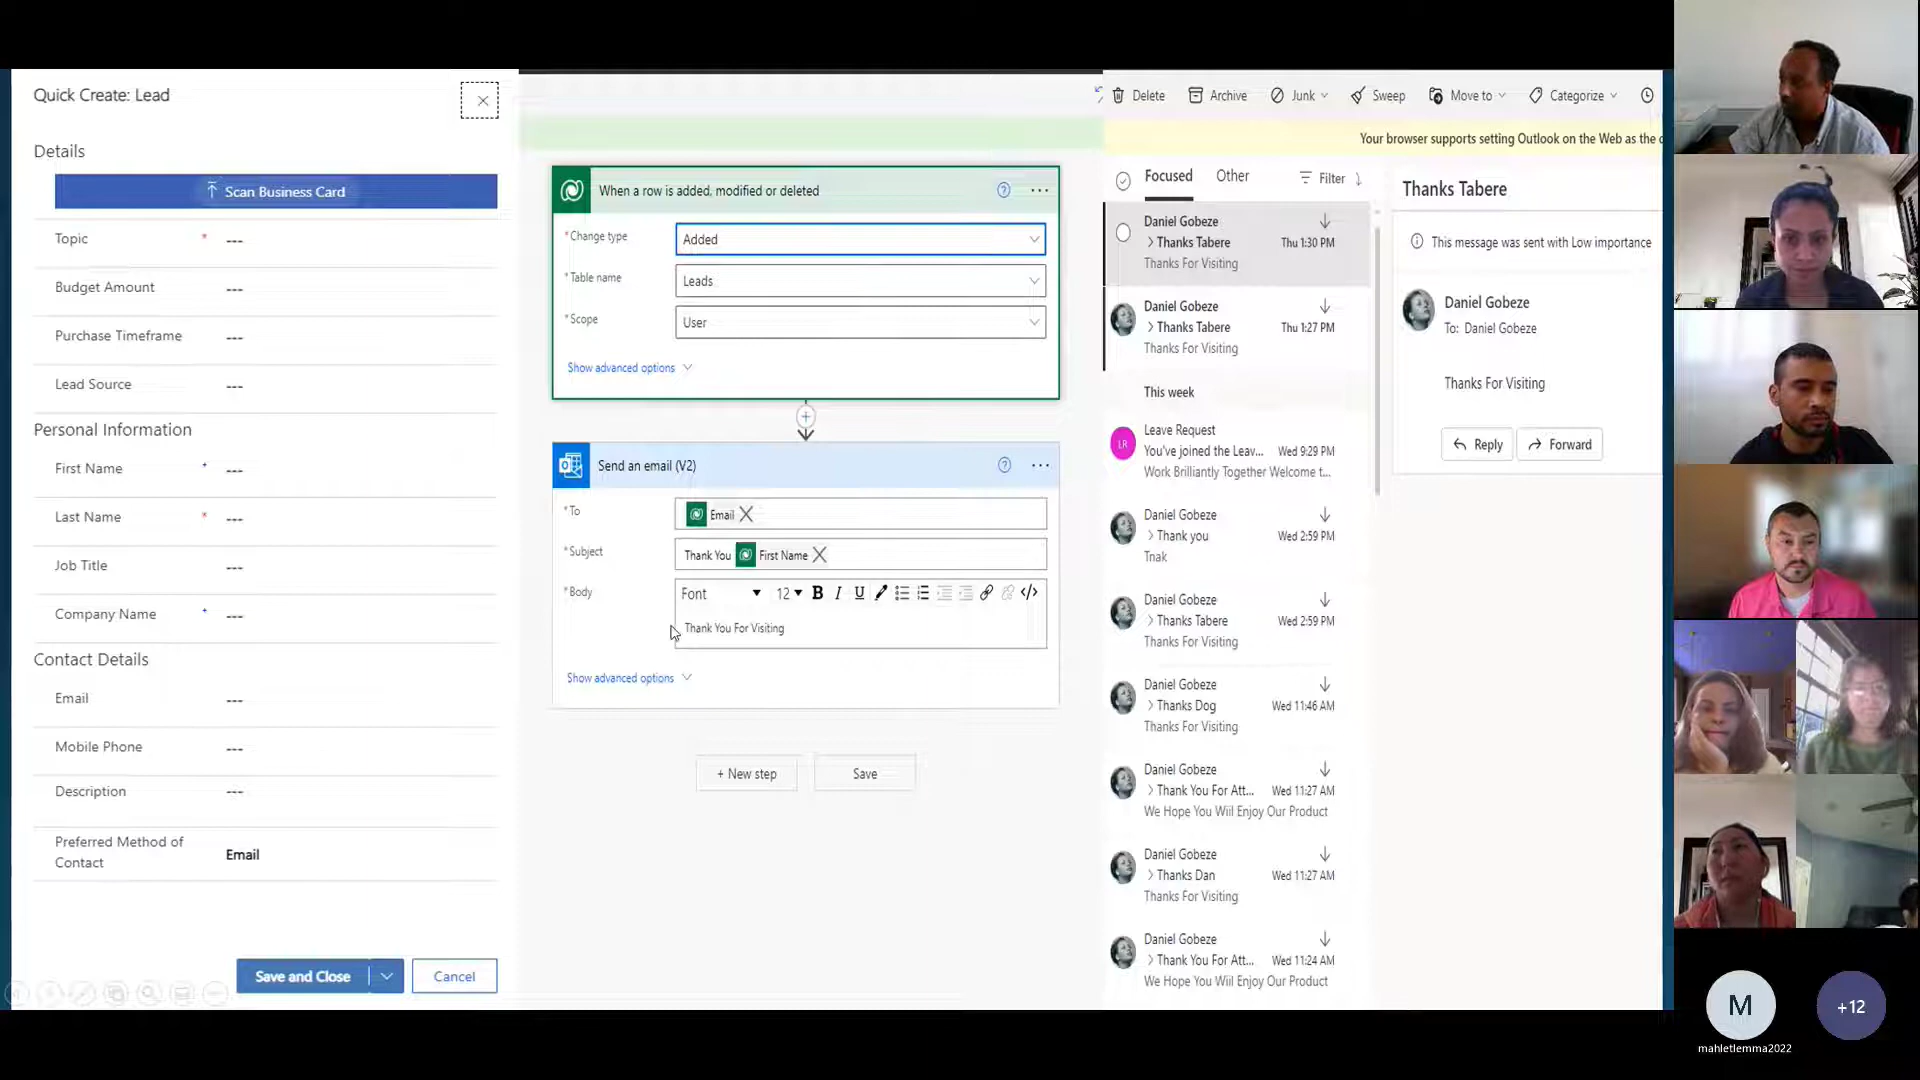 Quick Create: Lead
Details
Scan Business Card
Topic * ---
Budget Amount ---
Purchase Timeframe ---
Lead Source ---
Personal Information
First Name * ---
Last Name * ---
Job Title ---
Company Name * ---
Contact Details
Email ---
Mobile Phone ---
Description ---
Preferred Method of
Contact
Email
Save and Close
Cancel
When a row is added, modified or deleted
* Change type
Added
* Table name
Leads
* Scope
User
Show advanced options
Send an email (V2)
* To
Email
* Subject
Thank You First Name
* Body
Font 12 B I U </>
Thank You For Visiting
Show advanced options
+ New step
Save
Delete Archive Junk Sweep Move to Categorize
Your browser supports setting Outlook on the Web as the
Focused Other Filter
Daniel Gobeze
Thanks Tabere Thu 1:30 PM
Thanks For Visiting
Daniel Gobeze
Thanks Tabere Thu 1:27 PM
Thanks For Visiting
This week
LR
Leave Request
You've joined the Leav... Wed 9:29 PM
Work Brilliantly Together Welcome t...
Daniel Gobeze
Thank you Wed 2:59 PM
Tnak
Daniel Gobeze
Thanks Tabere Wed 2:59 PM
Thanks For Visiting
Daniel Gobeze
Thanks Dog Wed 11:46 AM
Thanks For Visiting
Daniel Gobeze
Thank You For Att... Wed 11:27 AM
We Hope You Wiil Enjoy Our Product
Daniel Gobeze
Thanks Dan Wed 11:27 AM
Thanks For Visiting
Daniel Gobeze
Thank You For Att... Wed 11:24 AM
We Hope You Wiil Enjoy Our Product
Thanks Tabere
This message was sent with Low importance
Daniel Gobeze
To: Daniel Gobeze
Thanks For Visiting
Reply
Forward
M
+12
mahletlemma2022